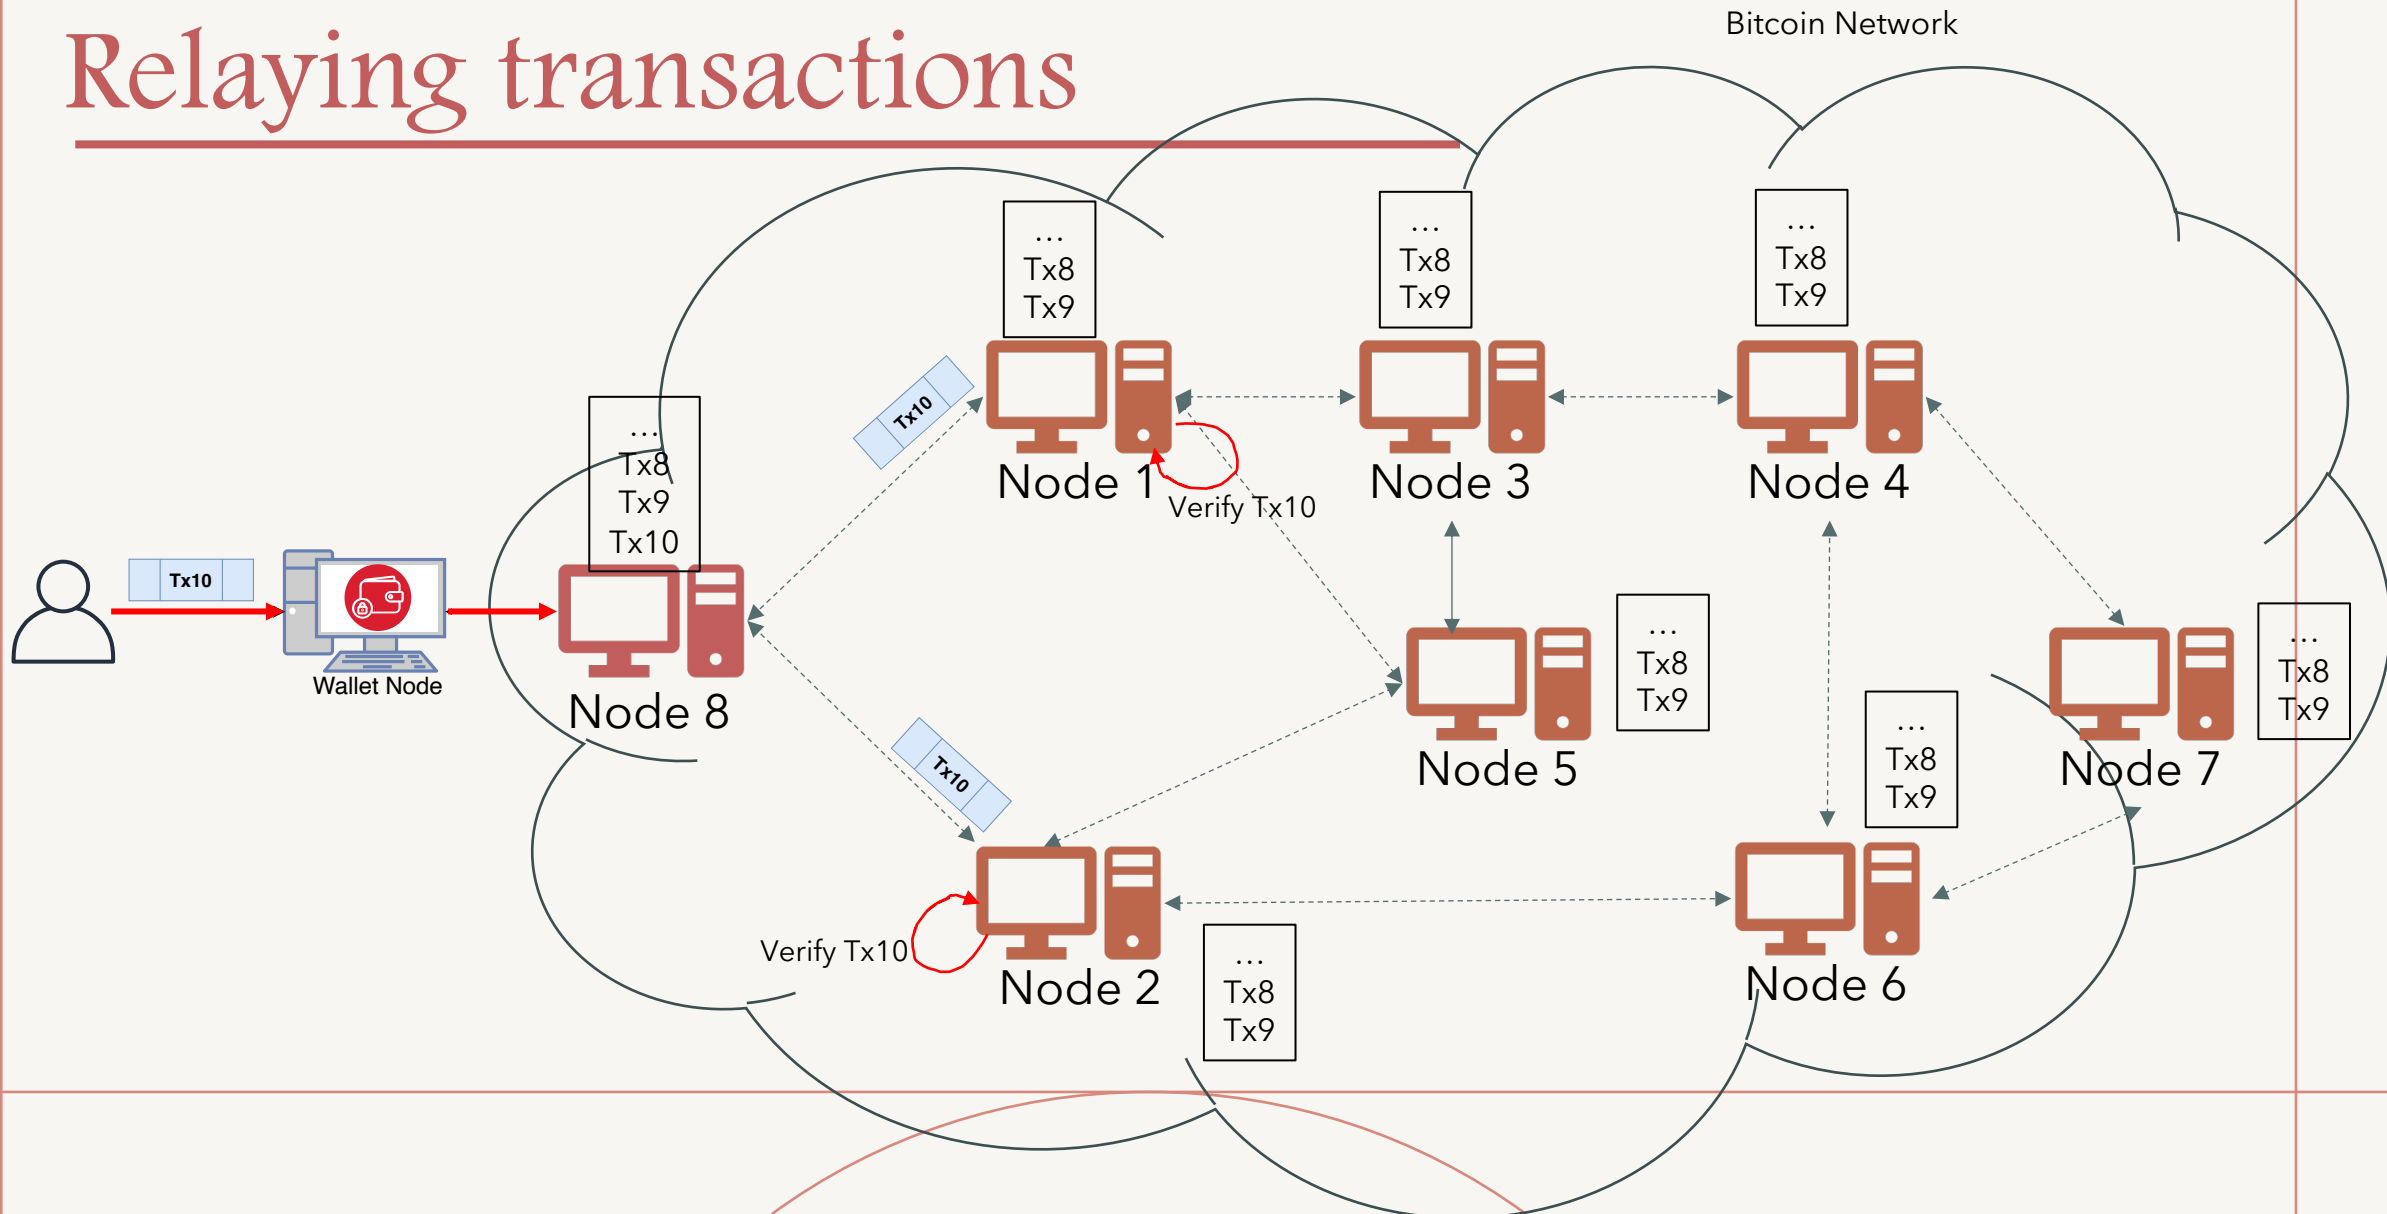 Relaying transactions
Bitcoin Network
…
Tx8
Tx9
…
Tx8
Tx9
…
Tx8
Tx9
Tx10
Node 1
Verify Tx10
Node 3
Node 4
…
Tx8
Tx9
Tx10
Tx10
Wallet Node
Node 8
…
Tx8
Tx9
Node 5
…
Tx8
Tx9
Node 7
…
Tx8
Tx9
Tx10
Verify Tx10
Node 2
…
Tx8
Tx9
Node 6